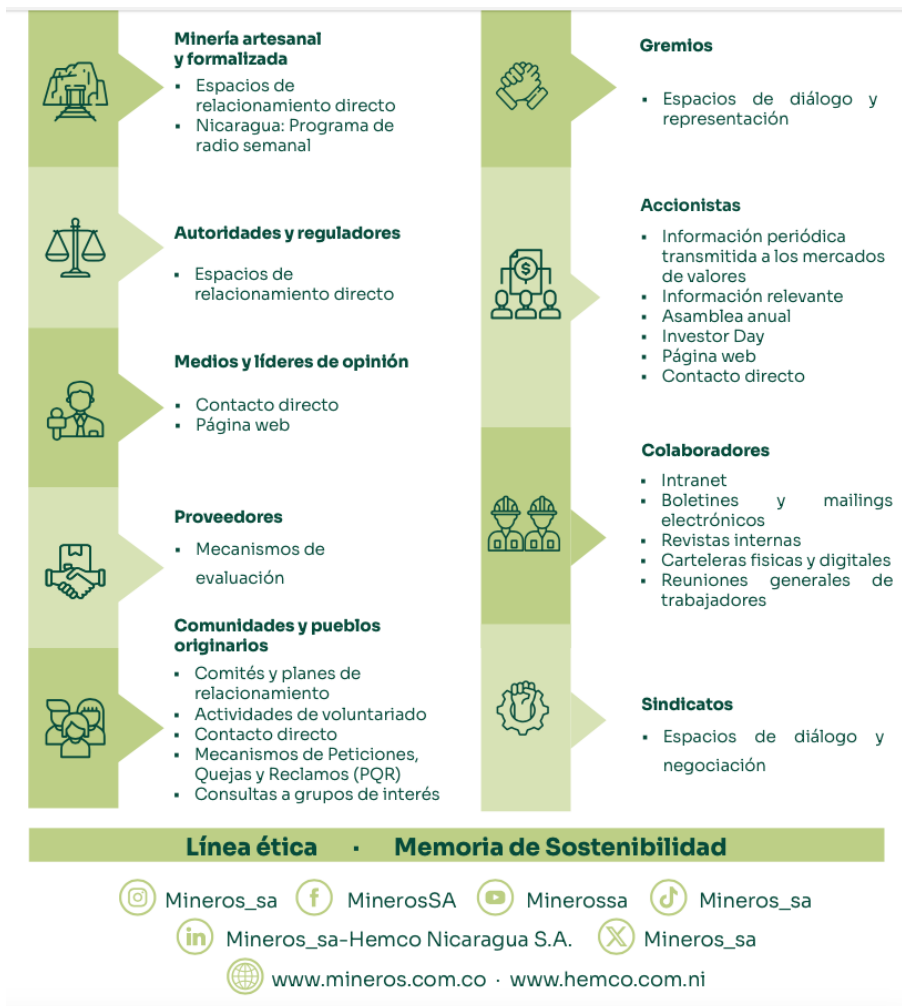 Minería artesanal
y formalizada
▪ Espacios de
relacionamiento directo
▪ Nicaragua: Programa de
radio semanal
Autoridades y reguladores
▪ Espacios de
relacionamiento directo
Medios y líderes de opinión
▪ Contacto directo
▪ Página web
Proveedores
▪ Mecanismos de
evaluación
Comunidades y pueblos
originarios
▪ Comités y planes de
relacionamiento
▪ Actividades de voluntariado
▪ Contacto directo
▪ Mecanismos de Peticiones,
Quejas y Reclamos (PQR)
▪ Consultas a grupos de interés
Gremios
▪ Espacios de diálogo y
representación
Accionistas
▪ Información periódica
transmitida a los mercados
de valores
▪ Información relevante
▪ Asamblea anual
▪ Investor Day
▪ Página web
▪ Contacto directo
Colaboradores
▪ Intranet
▪ Boletines y mailings
electrónicos
▪ Revistas internas
▪ Carteleras fisicas y digitales
▪ Reuniones generales de
trabajadores
Sindicatos
▪ Espacios de diálogo y
negociación
Línea ética · Memoria de Sostenibilidad
Mineros_sa MinerosSA Minerossa Mineros_sa
Mineros_sa-Hemco Nicaragua S.A. Mineros_sa
www.mineros.com.co · www.hemco.com.ni